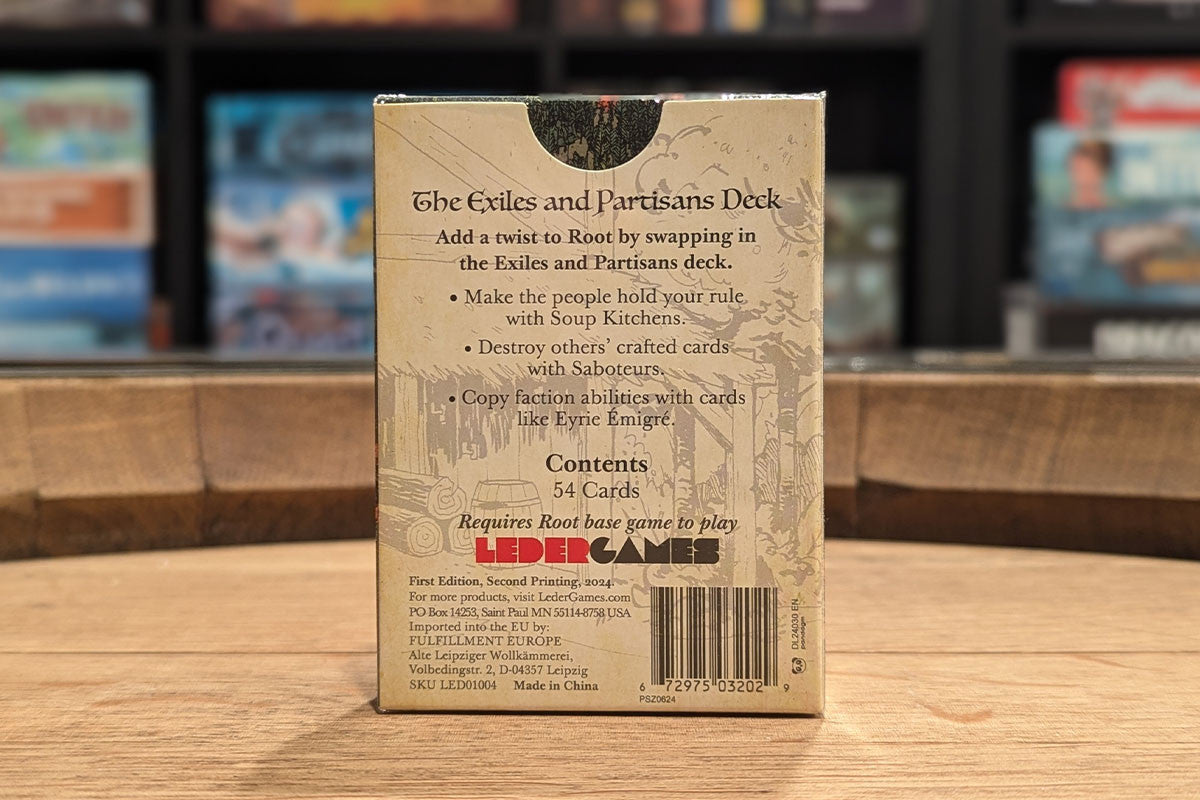 The Exiles and Partisans Deck
Add a twist to Root by swapping in
the Exiles and Partisans deck.
• Make the people hold your rule
with Soup Kitchens.
• Destroy others’ crafted cards
with Saboteurs.
• Copy faction abilities with cards
like Eyrie Émigré.
Contents
54 Cards
Requires Root base game to play
LEDERGAMES
First Edition, Second Printing, 2024.
For more products, visit LederGames.com
PO Box 14253, Saint Paul MN 55114-8758 USA
Imported into the EU by:
FULFILLMENT EUROPE
Alte Leipziger Wollkämmerei,
Volbedingstr. 2, D-04357 Leipzig
SKU LED01004 Made in China
6 72975 03202 9
PSZ0624
DL24030 EN